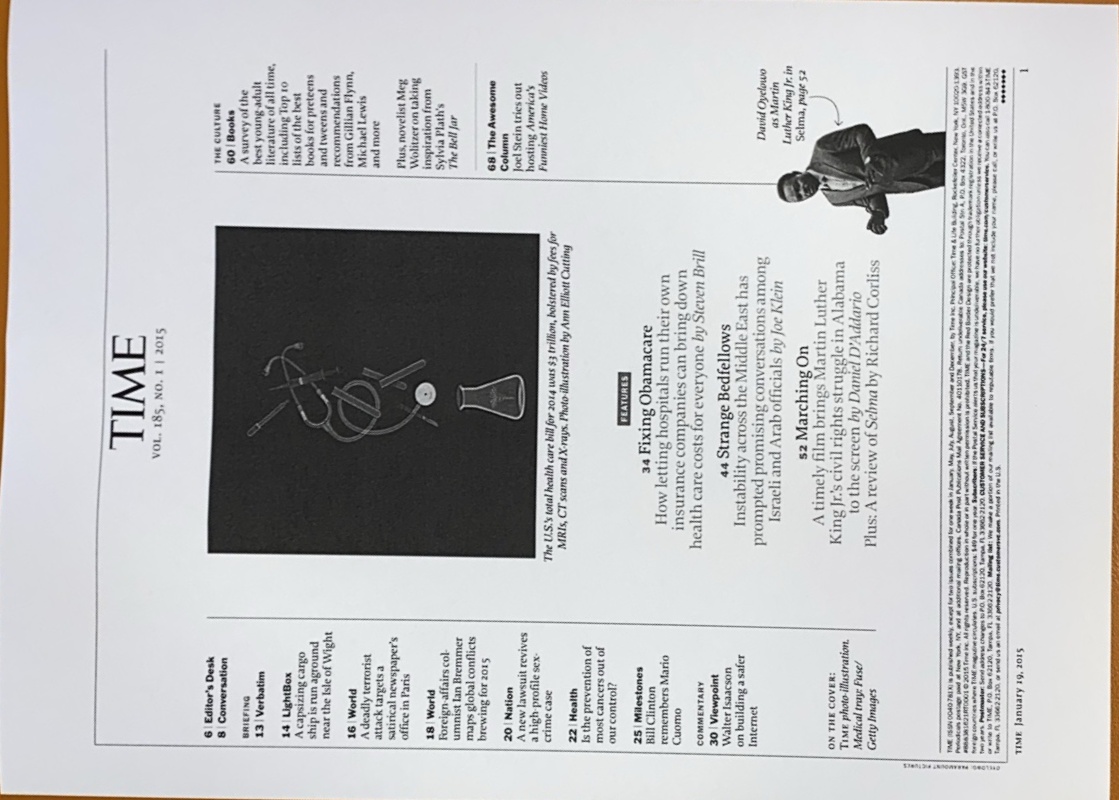 TIME
VOL. 185, NO. 1 | 2015
6 | Editor's Desk
8 | Conversation
BRIEFING
13 | Verbatim
14 | LightBox
A capsizing cargo
ship is run aground
near the Isle of Wight
16 | World
A deadly terrorist
attack targets a
satirical newspaper's
office in Paris
18 | World
Foreign-affairs col-
umnist Ian Bremmer
maps global conflicts
brewing for 2015
20 | Nation
A new lawsuit revives
a high-profile sex-
crime case
22 | Health
Is the prevention of
most cancers out of
our control?
25 | Milestones
Bill Clinton
remembers Mario
Cuomo
COMMENTARY
30 | Viewpoint
Walter Isaacson
on building a safer
Internet
ON THE COVER:
TIME photo-illustration.
Medical tray: Fuse/
Getty Images
The U.S.'s total health care bill for 2014 was $3 trillion, bolstered by fees for
MRIs, CT scans and X-rays. Photo-illustration by Ann Elliott Cutting
FEATURES
34 Fixing Obamacare
How letting hospitals run their own
insurance companies can bring down
health care costs for everyone by Steven Brill
44 Strange Bedfellows
Instability across the Middle East has
prompted promising conversations among
Israeli and Arab officials by Joe Klein
52 Marching On
A timely film brings Martin Luther
King Jr.'s civil rights struggle in Alabama
to the screen by Daniel D'Addario
Plus: A review of Selma by Richard Corliss
THE CULTURE
60 | Books
A survey of the
best young-adult
literature of all time,
including Top 10
lists of the best
books for preteens
and tweens and
recommendations
from Gillian Flynn,
Michael Lewis
and more
Plus, novelist Meg
Wolitzer on taking
inspiration from
Sylvia Plath's
The Bell Jar
68 | The Awesome
Column
Joel Stein tries out
hosting America's
Funniest Home Videos
David Oyelowo
as Martin
Luther King Jr. in
Selma, page 52
OYELOWO: PARAMOUNT PICTURES
TIME January 19, 2015
1